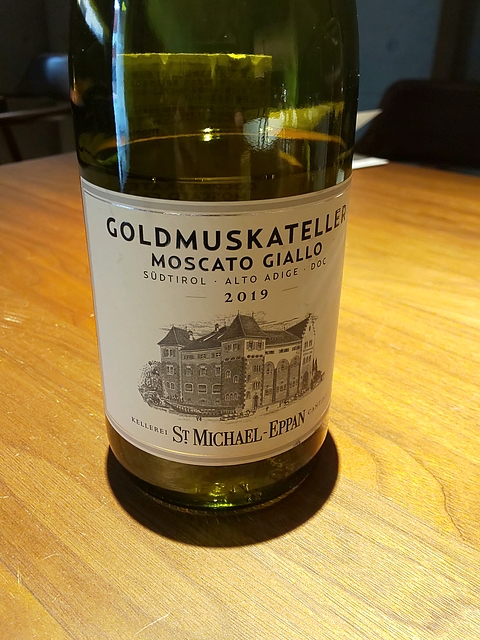 GOLDMUSKATELLER
MOSCATO GIALLO
SÜDTIROL · ALTO ADIGE · DOC
2019
KELLEREI ST MICHAEL-EPPAN